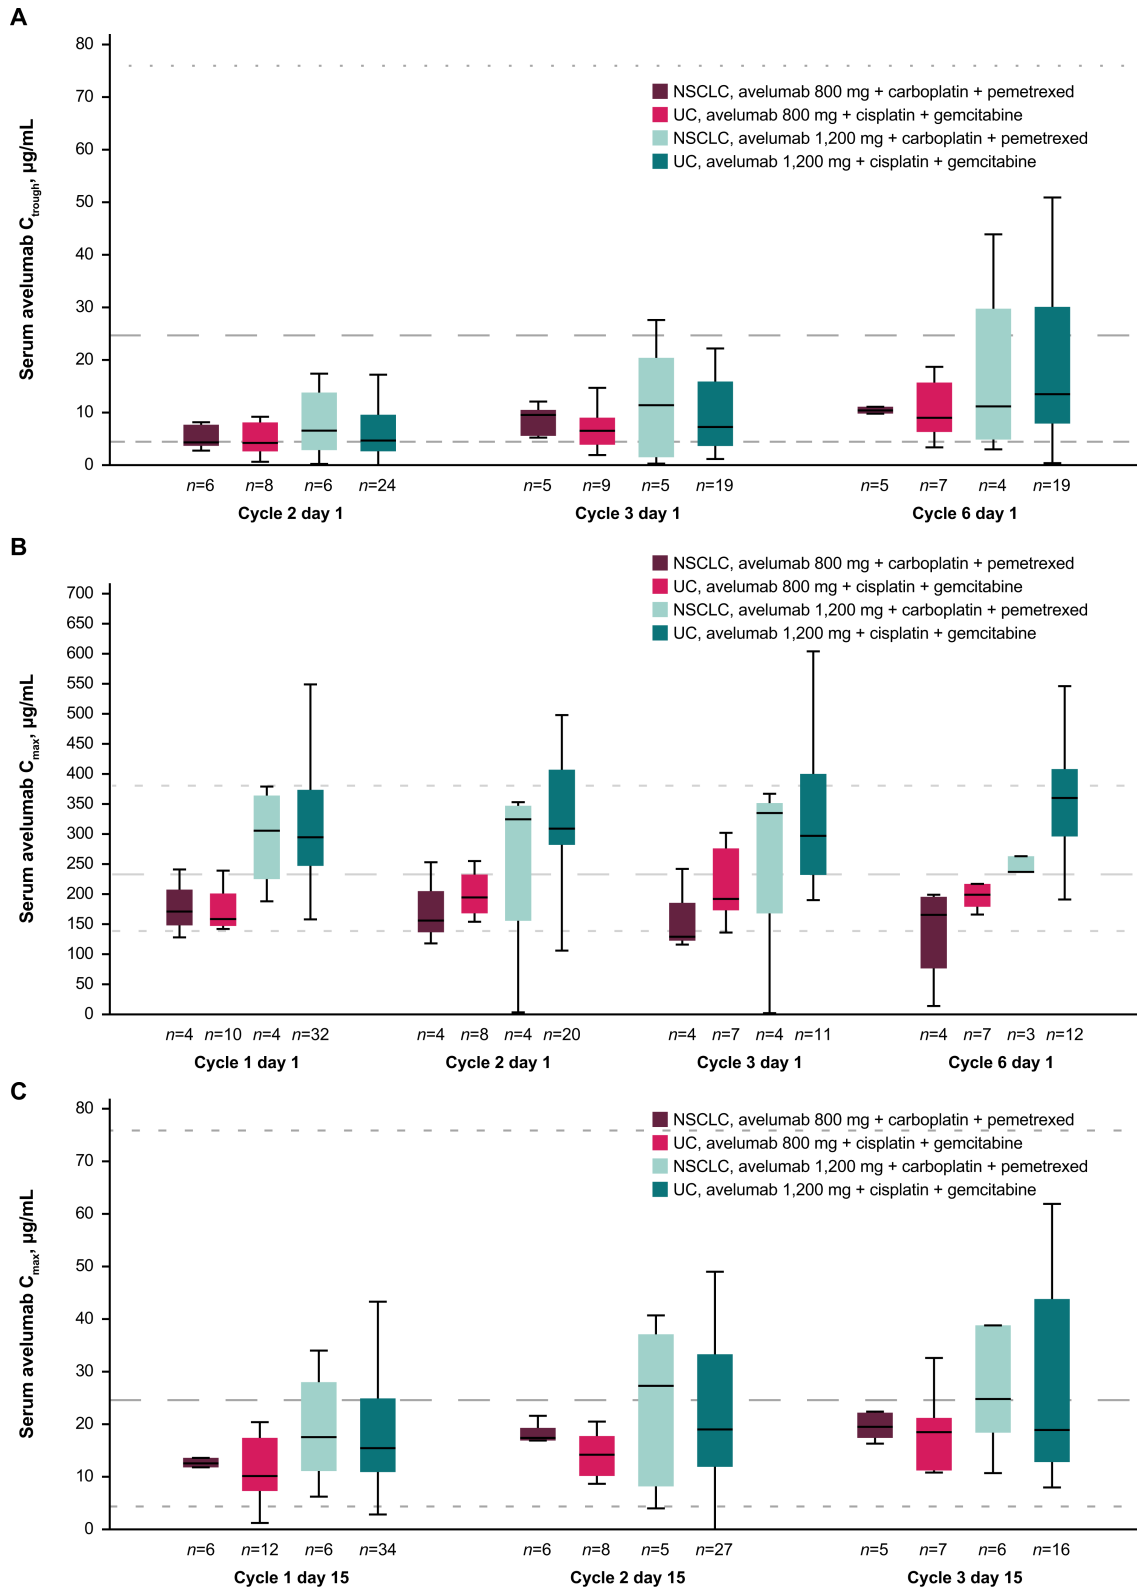 A
80
70
60
50
40
30
20
10
0
Serum avelumab Ctrough, µg/mL
NSCLC, avelumab 800 mg + carboplatin + pemetrexed
UC, avelumab 800 mg + cisplatin + gemcitabine
NSCLC, avelumab 1,200 mg + carboplatin + pemetrexed
UC, avelumab 1,200 mg + cisplatin + gemcitabine
n=6 n=8 n=6 n=24 n=5 n=9 n=5 n=19 n=5 n=7 n=4 n=19
Cycle 2 day 1 Cycle 3 day 1 Cycle 6 day 1
B
700
650
600
550
500
450
400
350
300
250
200
150
100
50
0
Serum avelumab Cmax, µg/mL
NSCLC, avelumab 800 mg + carboplatin + pemetrexed
UC, avelumab 800 mg + cisplatin + gemcitabine
NSCLC, avelumab 1,200 mg + carboplatin + pemetrexed
UC, avelumab 1,200 mg + cisplatin + gemcitabine
n=4 n=10 n=4 n=32 n=4 n=8 n=4 n=20 n=4 n=7 n=4 n=11 n=4 n=7 n=3 n=12
Cycle 1 day 1 Cycle 2 day 1 Cycle 3 day 1 Cycle 6 day 1
C
80
70
60
50
40
30
20
10
0
Serum avelumab Cmax, µg/mL
NSCLC, avelumab 800 mg + carboplatin + pemetrexed
UC, avelumab 800 mg + cisplatin + gemcitabine
NSCLC, avelumab 1,200 mg + carboplatin + pemetrexed
UC, avelumab 1,200 mg + cisplatin + gemcitabine
n=6 n=12 n=6 n=34 n=6 n=8 n=5 n=27 n=5 n=7 n=6 n=16
Cycle 1 day 15 Cycle 2 day 15 Cycle 3 day 15